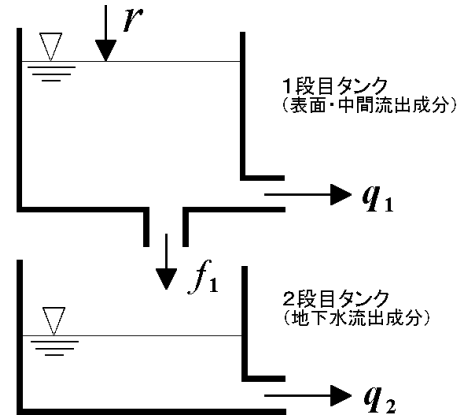 r
1段目タンク
(表面・中間流出成分)
q₁
f₁
2段目タンク
(地下水流出成分)
q₂